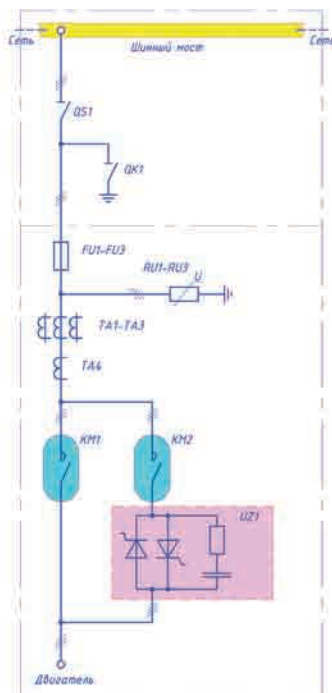 Сеть
Шинный мост
Сеть
QS1
QK1
FU1-FU3
RU1-RU3
U
TA1-TA3
TA4
KM1
KM2
UZ1
Двигатель